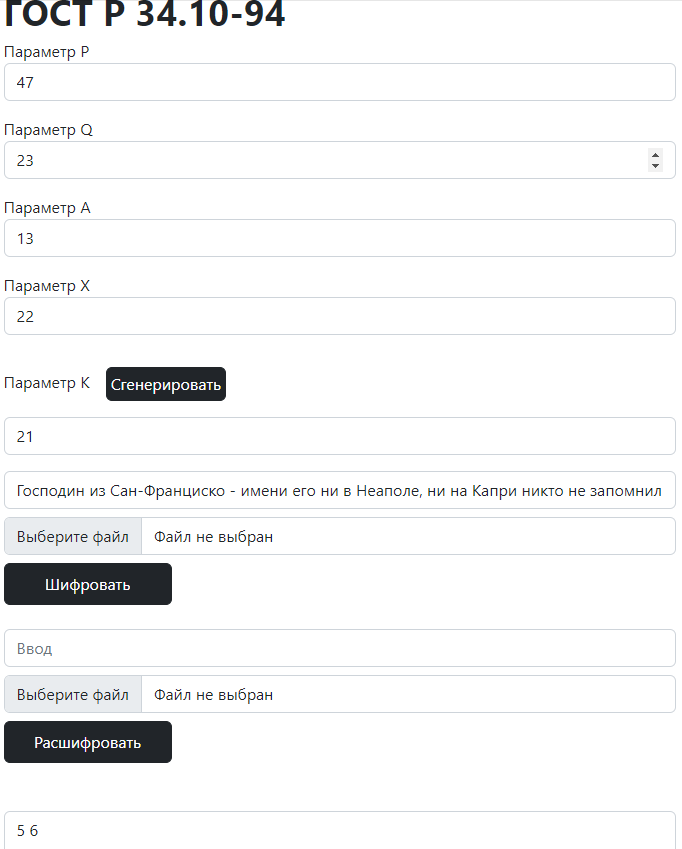 ГОСТ Р 34.10-94
Параметр P
47
Параметр Q
23
Параметр A
13
Параметр X
22
Параметр K Сгенерировать
21
Господин из Сан-Франциско - имени его ни в Неаполе, ни на Капри никто не запомнил
Выберите файл Файл не выбран
Шифровать
Ввод
Выберите файл Файл не выбран
Расшифровать
5 6